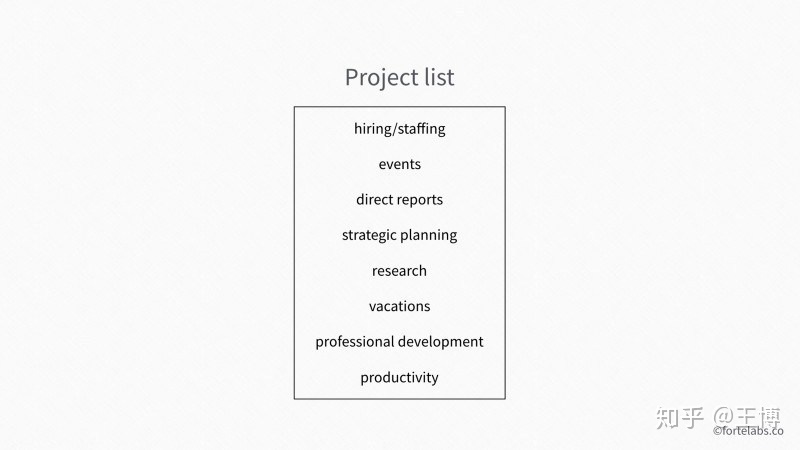 Project list
hiring/staffing
events
direct reports
strategic planning
research
vacations
professional development
productivity
知乎 @王博
©fortelabs.co